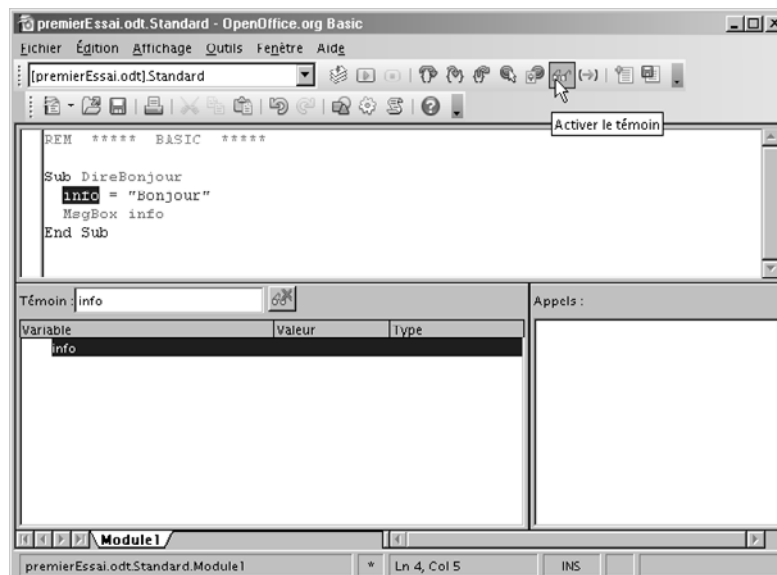 premierEssai.odt.Standard - OpenOffice.org Basic
Fichier Édition Affichage Outils Fenêtre Aide
[premierEssai.odt].Standard
Activer le témoin
REM ***** BASIC *****
Sub DireBonjour
info = "Bonjour"
MsgBox info
End Sub
Témoin : info
Appels :
Variable Valeur Type
info
Module1
premierEssai.odt.Standard.Module1 * Ln 4, Col 5 INS